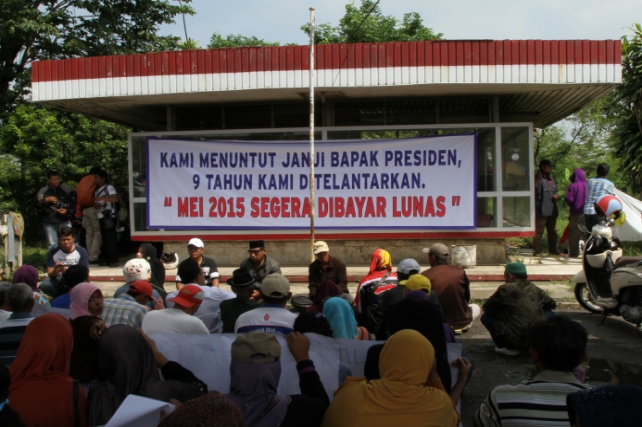 KAMI MENUNTUT JANJI BAPAK PRESIDEN,
9 TAHUN KAMI DITELANTARKAN.
" MEI 2015 SEGERA DIBAYAR LUNAS "